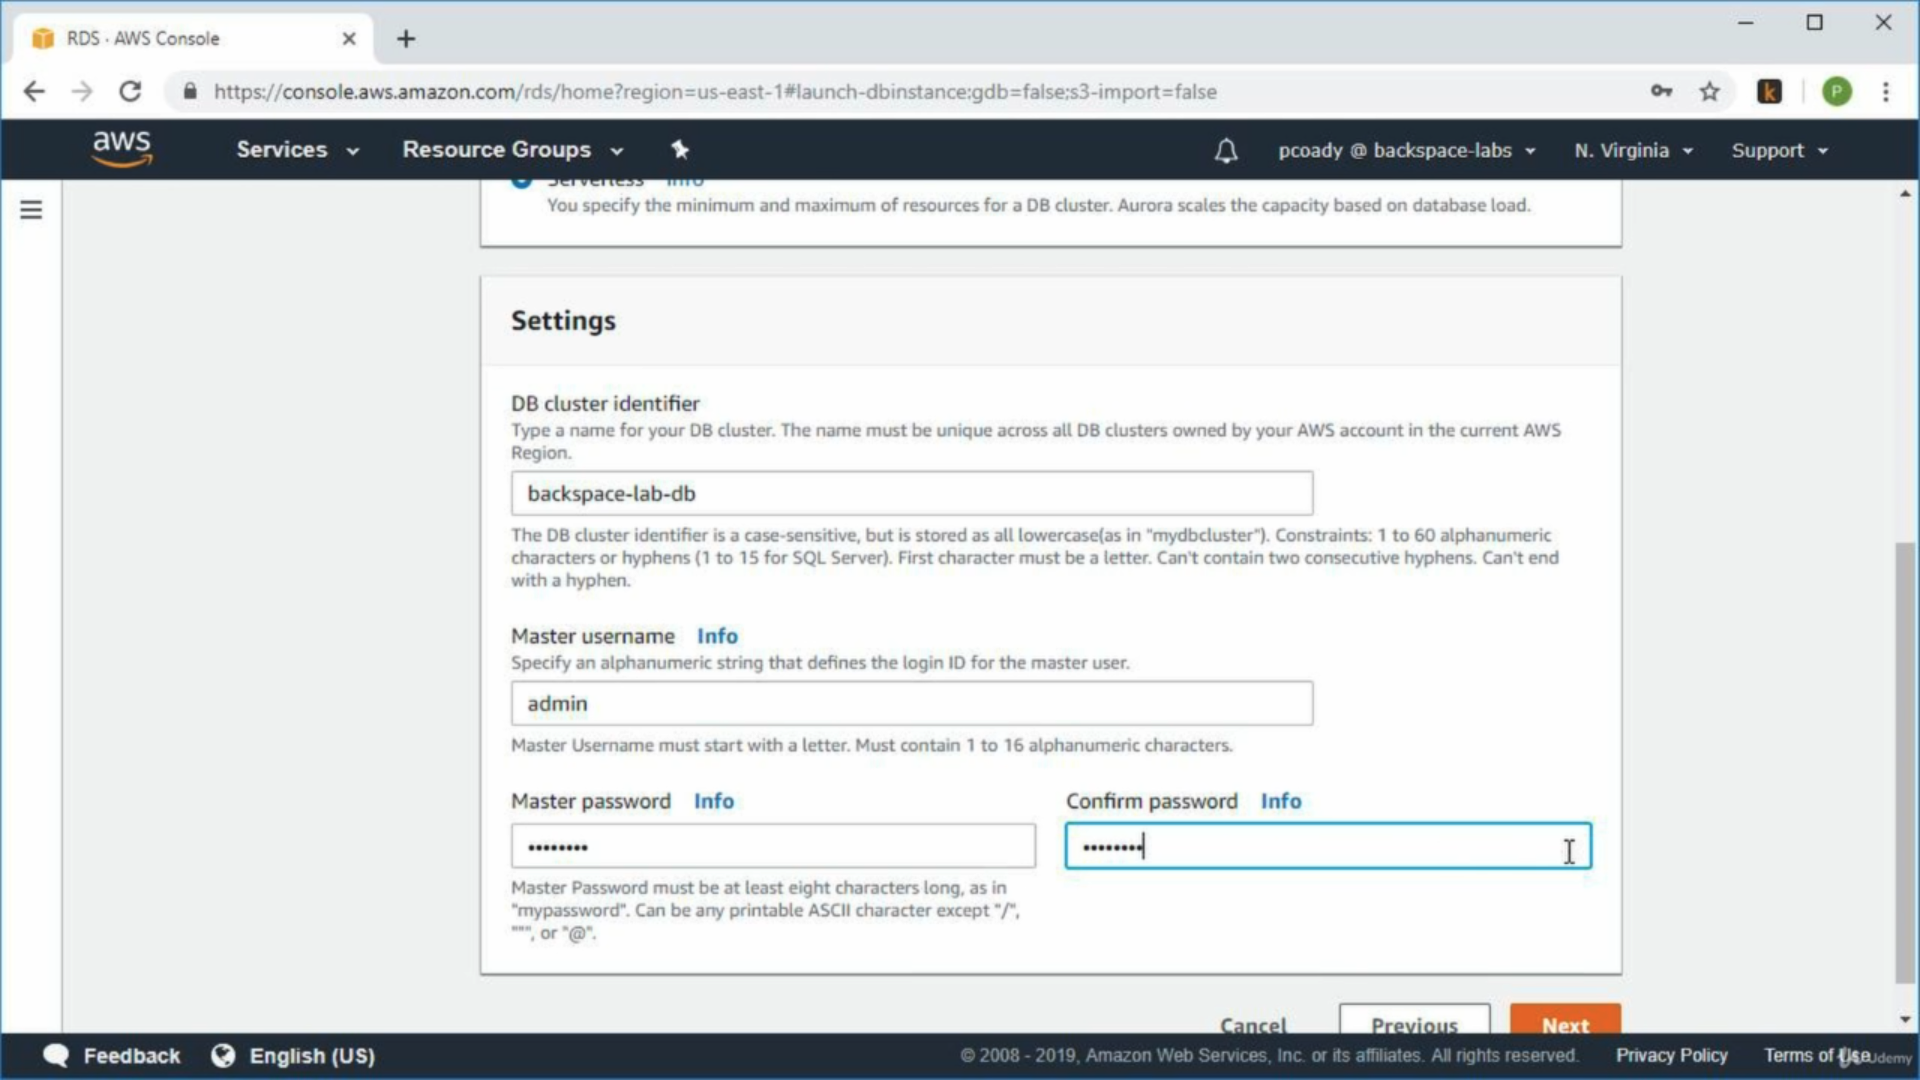 RDS · AWS Console
https://console.aws.amazon.com/rds/home?region=us-east-1#launch-dbinstance:gdb=false;s3-import=false
k
P
aws
Services
Resource Groups
pcoady @ backspace-labs
N. Virginia
Support
Serverless Info
You specify the minimum and maximum of resources for a DB cluster. Aurora scales the capacity based on database load.
Settings
DB cluster identifier
Type a name for your DB cluster. The name must be unique across all DB clusters owned by your AWS account in the current AWS
Region.
backspace-lab-db
The DB cluster identifier is a case-sensitive, but is stored as all lowercase(as in "mydbcluster"). Constraints: 1 to 60 alphanumeric
characters or hyphens (1 to 15 for SQL Server). First character must be a letter. Can't contain two consecutive hyphens. Can't end
with a hyphen.
Master username Info
Specify an alphanumeric string that defines the login ID for the master user.
admin
Master Username must start with a letter. Must contain 1 to 16 alphanumeric characters.
Master password Info
Confirm password Info
••••••••
••••••••
Master Password must be at least eight characters long, as in
"mypassword". Can be any printable ASCII character except "/",
""", or "@".
Cancel
Previous
Next
Feedback
English (US)
© 2008 - 2019, Amazon Web Services, Inc. or its affiliates. All rights reserved.
Privacy Policy
Terms of Use
Udemy